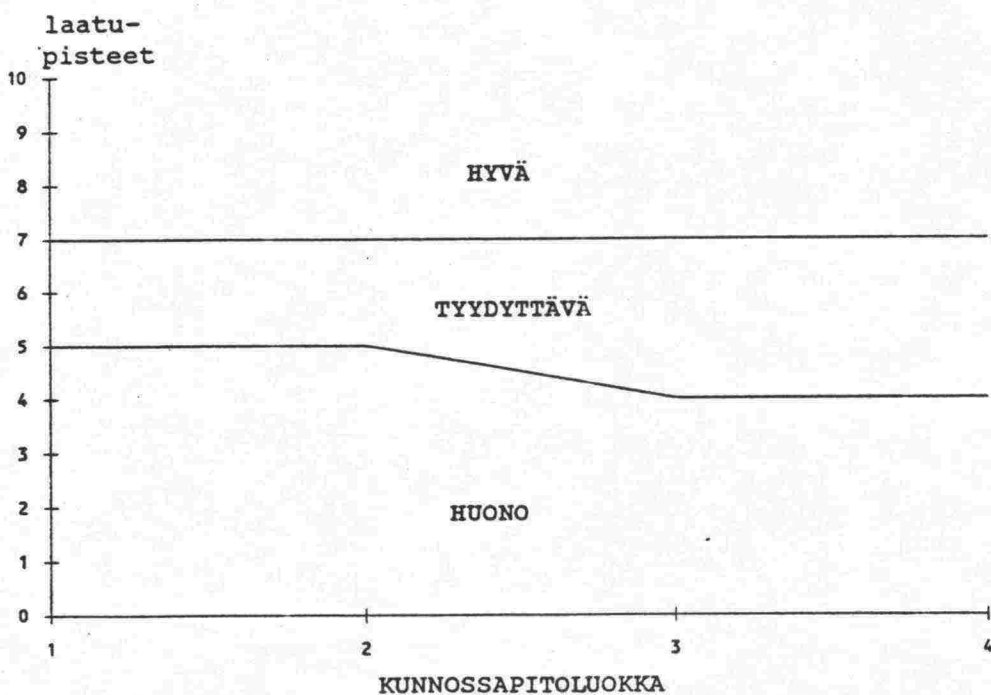 laatu-
pisteet
10
9
HYVÄ
8
7
6
TYYDYTTÄVÄ
5
4
3
2
HUONO
1
0
1 2 3 4
KUNNOSSAPITOLUOKKA